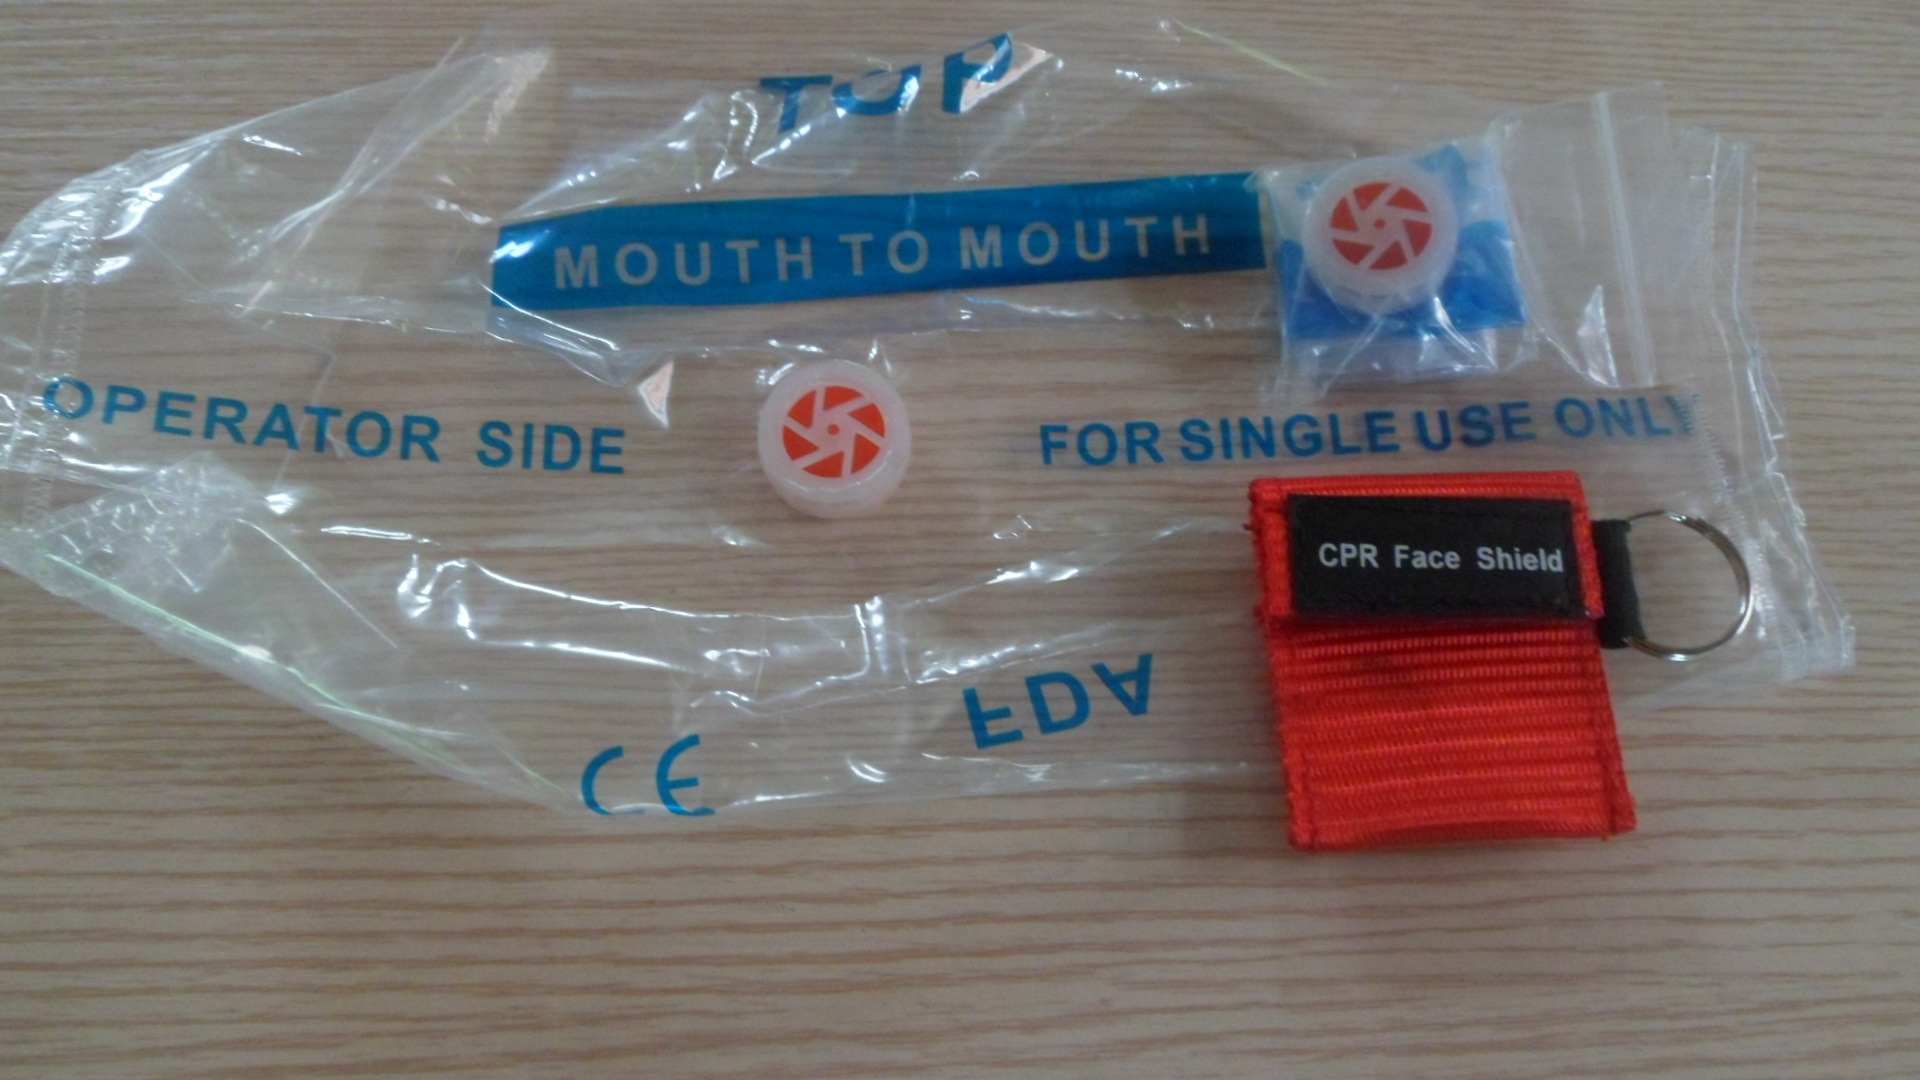 TOP
MOUTH TO MOUTH
OPERATOR SIDE
FOR SINGLE USE ONLY
CPR Face Shield
FDA
CE